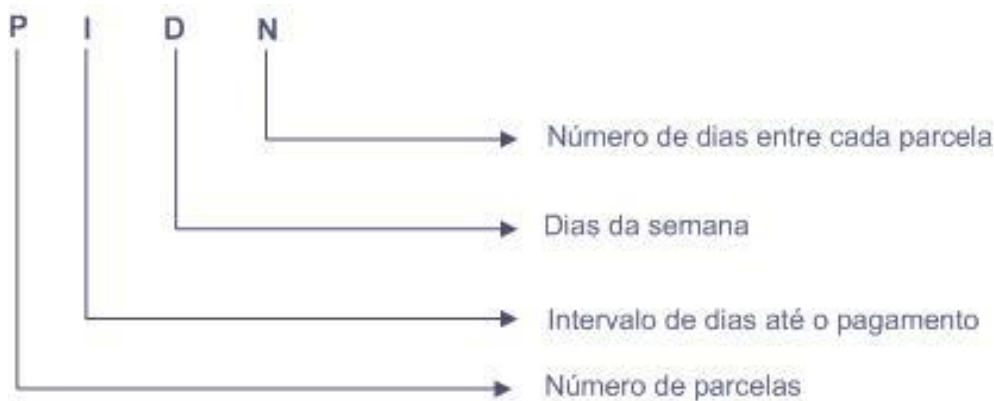 P I D N
Número de dias entre cada parcela
Dias da semana
Intervalo de dias até o pagamento
Número de parcelas